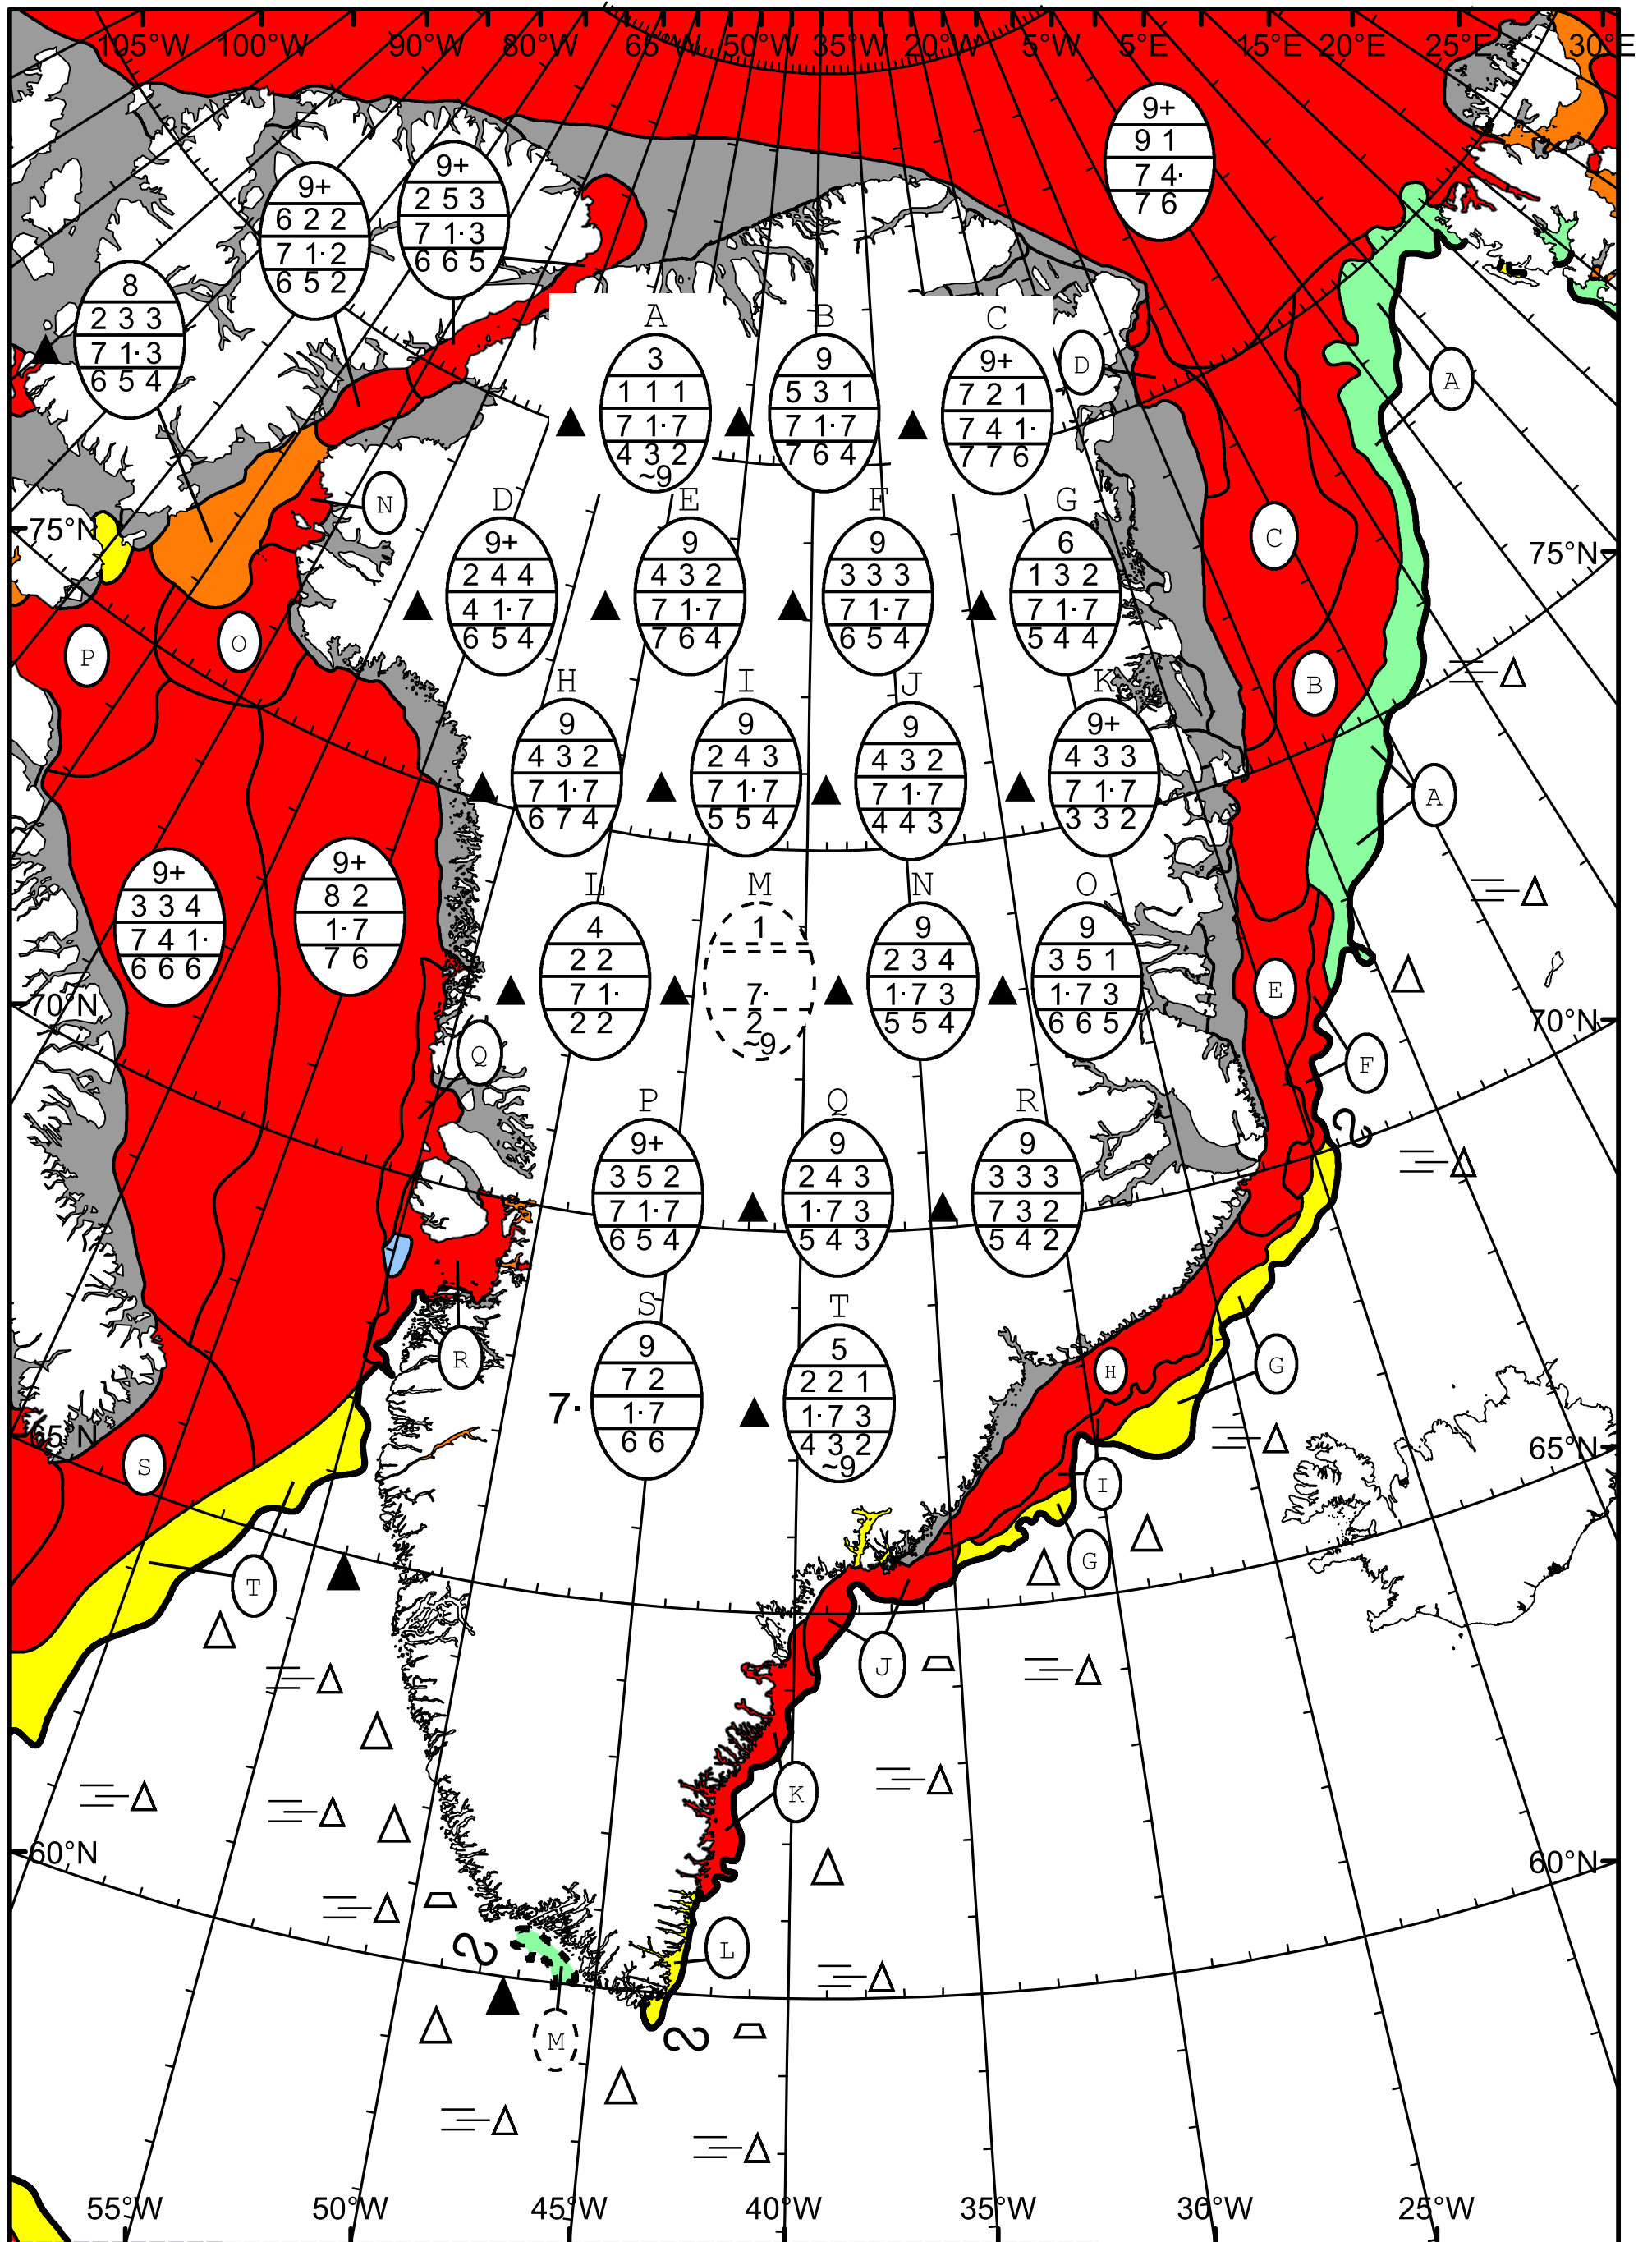 105°W 100°W 90°W 80°W 65°W 50°W 35°W 20°W 5°W 5°E 15°E 20°E 25°E 30°E
9+
9 1
7 4·
7 6
9+
2 5 3
7 1·3
6 6 5
9+
6 2 2
7 1·2
6 5 2
8
2 3 3
7 1·3
6 5 4
A B C
3
1 1 1
7 1·7
4 3 2
~9
9
5 3 1
7 1·7
7 6 4
9+
7 2 1
7 4 1·
7 7 6
D
A
N
75°N
75°N
C
D E F G
9+
2 4 4
4 1·7
6 5 4
9
4 3 2
7 1·7
7 6 4
9
3 3 3
7 1·7
6 5 4
6
1 3 2
7 1·7
5 4 4
P
O
B
H I J K
9
4 3 2
7 1·7
6 7 4
9
2 4 3
7 1·7
5 5 4
9
4 3 2
7 1·7
4 4 3
9+
4 3 3
7 1·7
3 3 2
A
9+
3 3 4
7 4 1·
6 6 6
9+
8 2
1·7
7 6
L M N O
4
2 2
7 1·
2 2
1
7·
2
~9
9
2 3 4
1·7 3
5 5 4
9
3 5 1
1·7 3
6 6 5
E
70°N
70°N
Q
F
P Q R
9+
3 5 2
7 1·7
6 5 4
9
2 4 3
1·7 3
5 4 3
9
3 3 3
7 3 2
5 4 2
S T
7·
9
7 2
1·7
6 6
5
2 2 1
1·7 3
4 3 2
~9
R
H
G
65°N
65°N
S
I
G
T
J
K
60°N
60°N
L
M
55°W 50°W 45°W 40°W 35°W 30°W 25°W